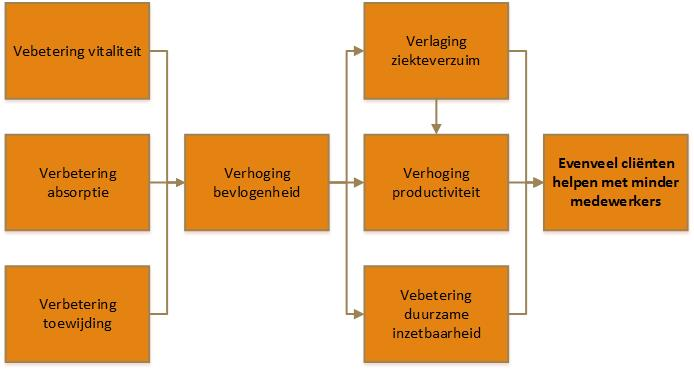 Vebetering vitaliteit
Verbetering
absorptie
Verbetering
toewijding
Verhoging
bevlogenheid
Verlaging
ziekteverzuim
Verhoging
productiviteit
Vebetering
duurzame
inzetbaarheid
Evenveel cliënten
helpen met minder
medewerkers